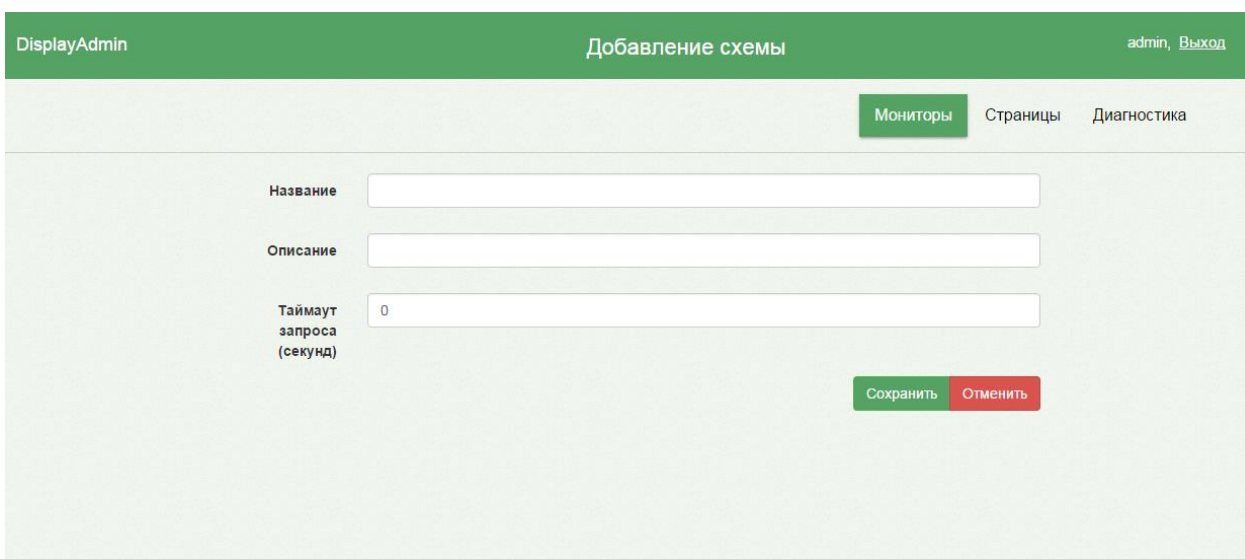 DisplayAdmin
Добавление схемы
admin, Выход
Мониторы
Страницы
Диагностика
Название
Описание
Таймаут
запроса
(секунд)
0
Сохранить
Отменить